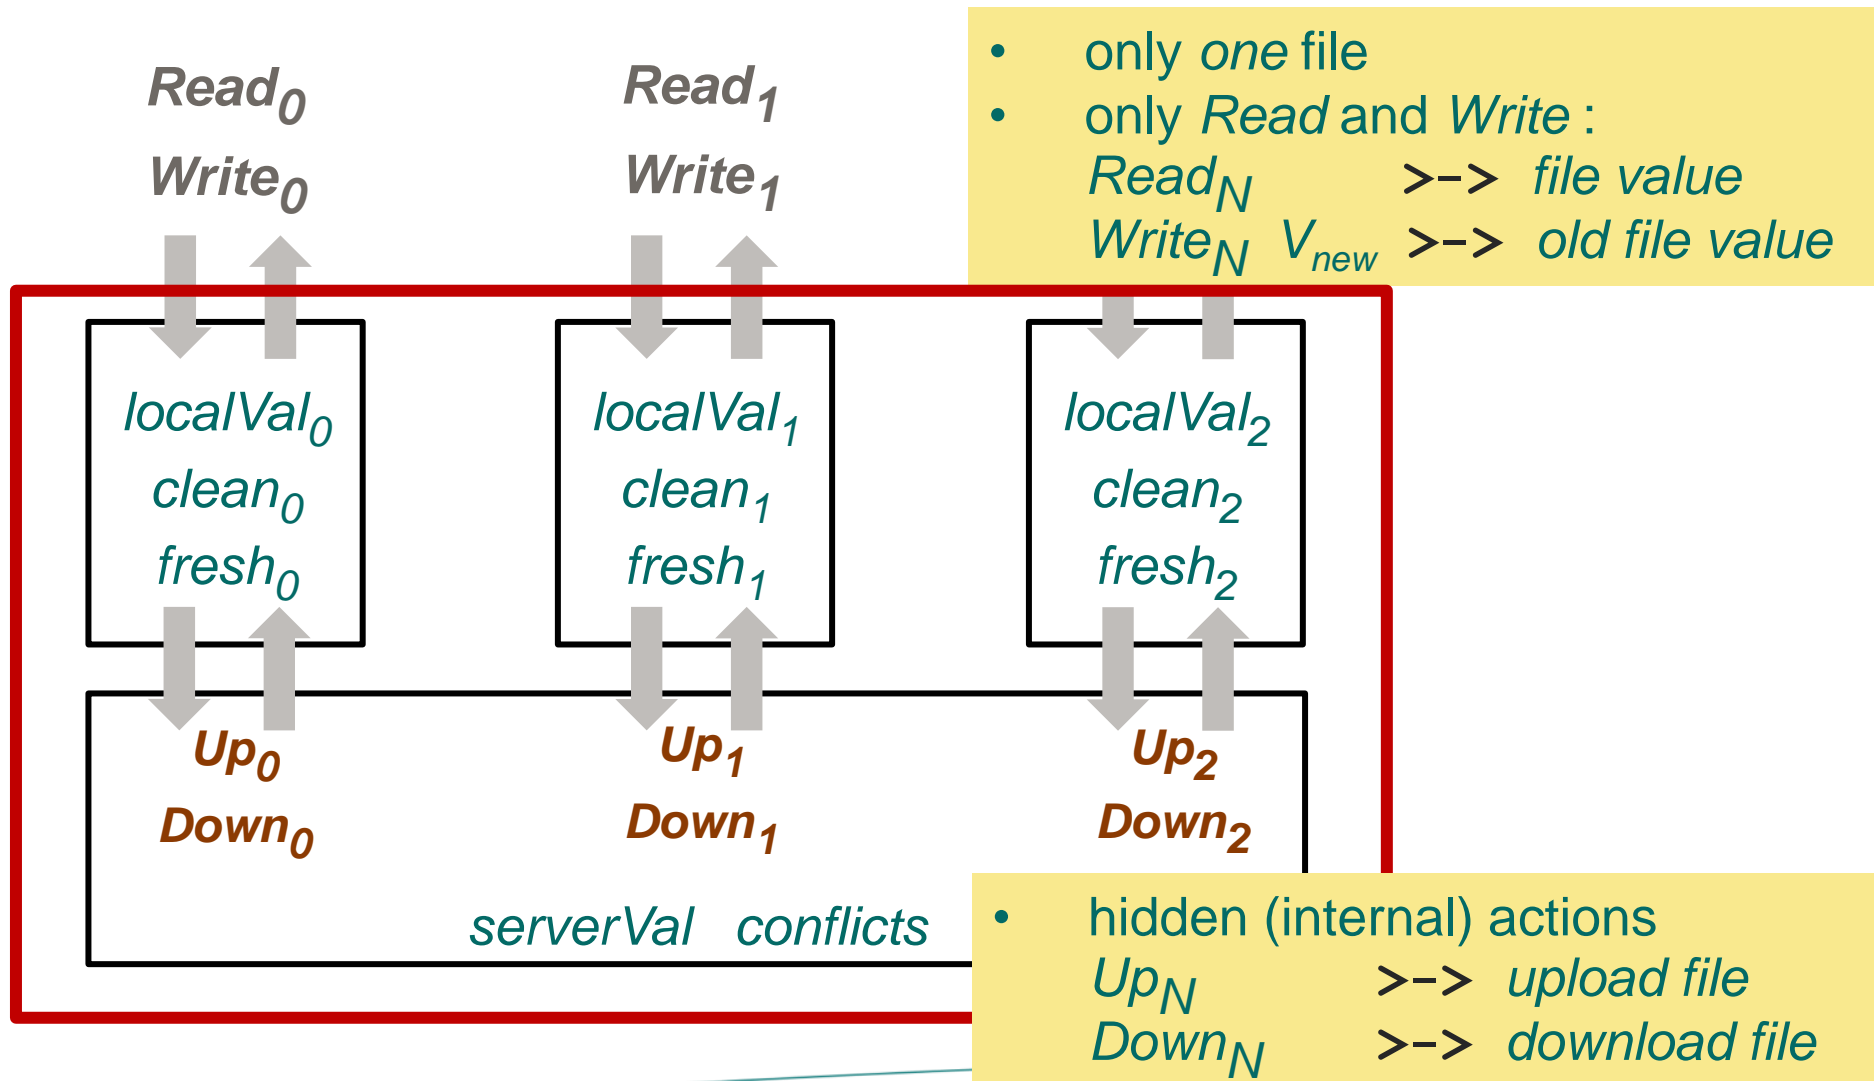 Read0 Read1
Write0 Write1
• only one file
• only Read and Write :
ReadN >-> file value
WriteN Vnew >-> old file value
localVal0 localVal1 localVal2
clean0 clean1 clean2
fresh0 fresh1 fresh2
Up0 Up1 Up2
Down0 Down1 Down2
serverVal conflicts
• hidden (internal) actions
UpN >-> upload file
DownN >-> download file